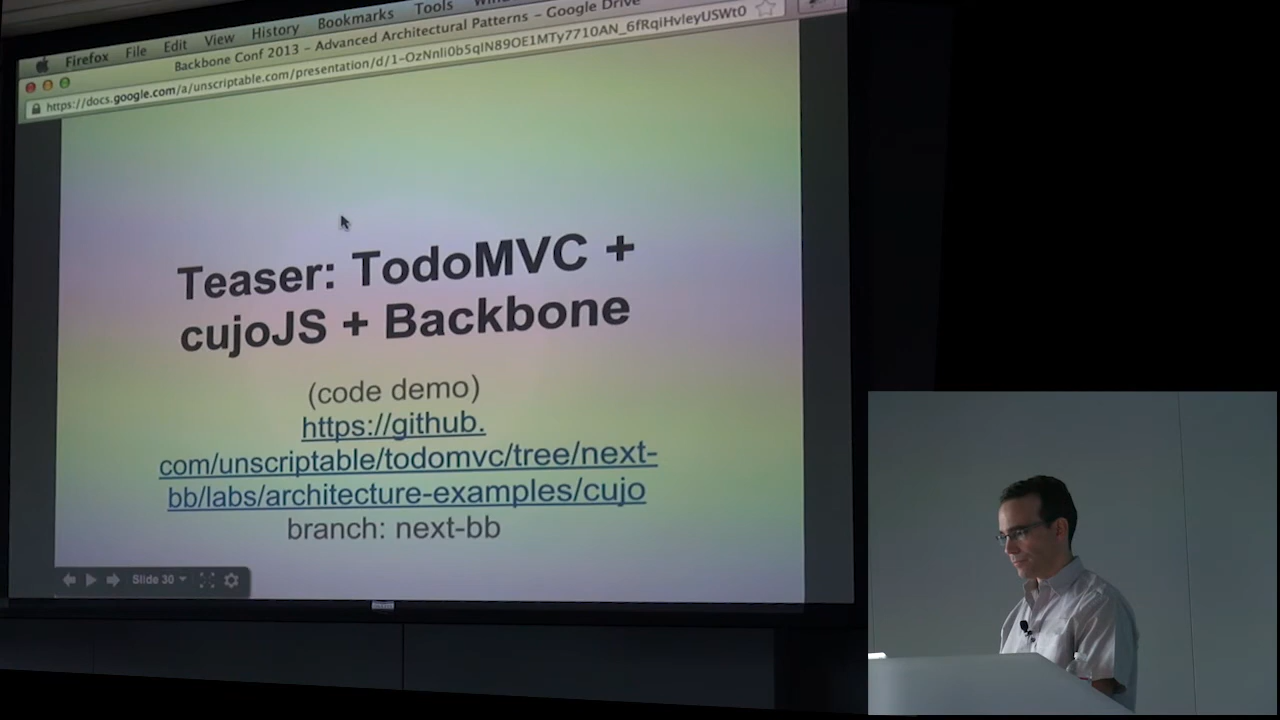 Firefox File Edit View History Bookmarks Tools
Backbone Conf 2013 – Advanced Architectural Patterns – Google Drive
https://docs.google.com/a/unscriptable.com/presentation/d/1-OzNnli0b5qIN89OE1MTy7710AN_6fRqiHvleyUSWt0
Teaser: TodoMVC +
cujoJS + Backbone
(code demo)
https://github.
com/unscriptable/todomvc/tree/next-
bb/labs/architecture-examples/cujo
branch: next-bb
Slide 30